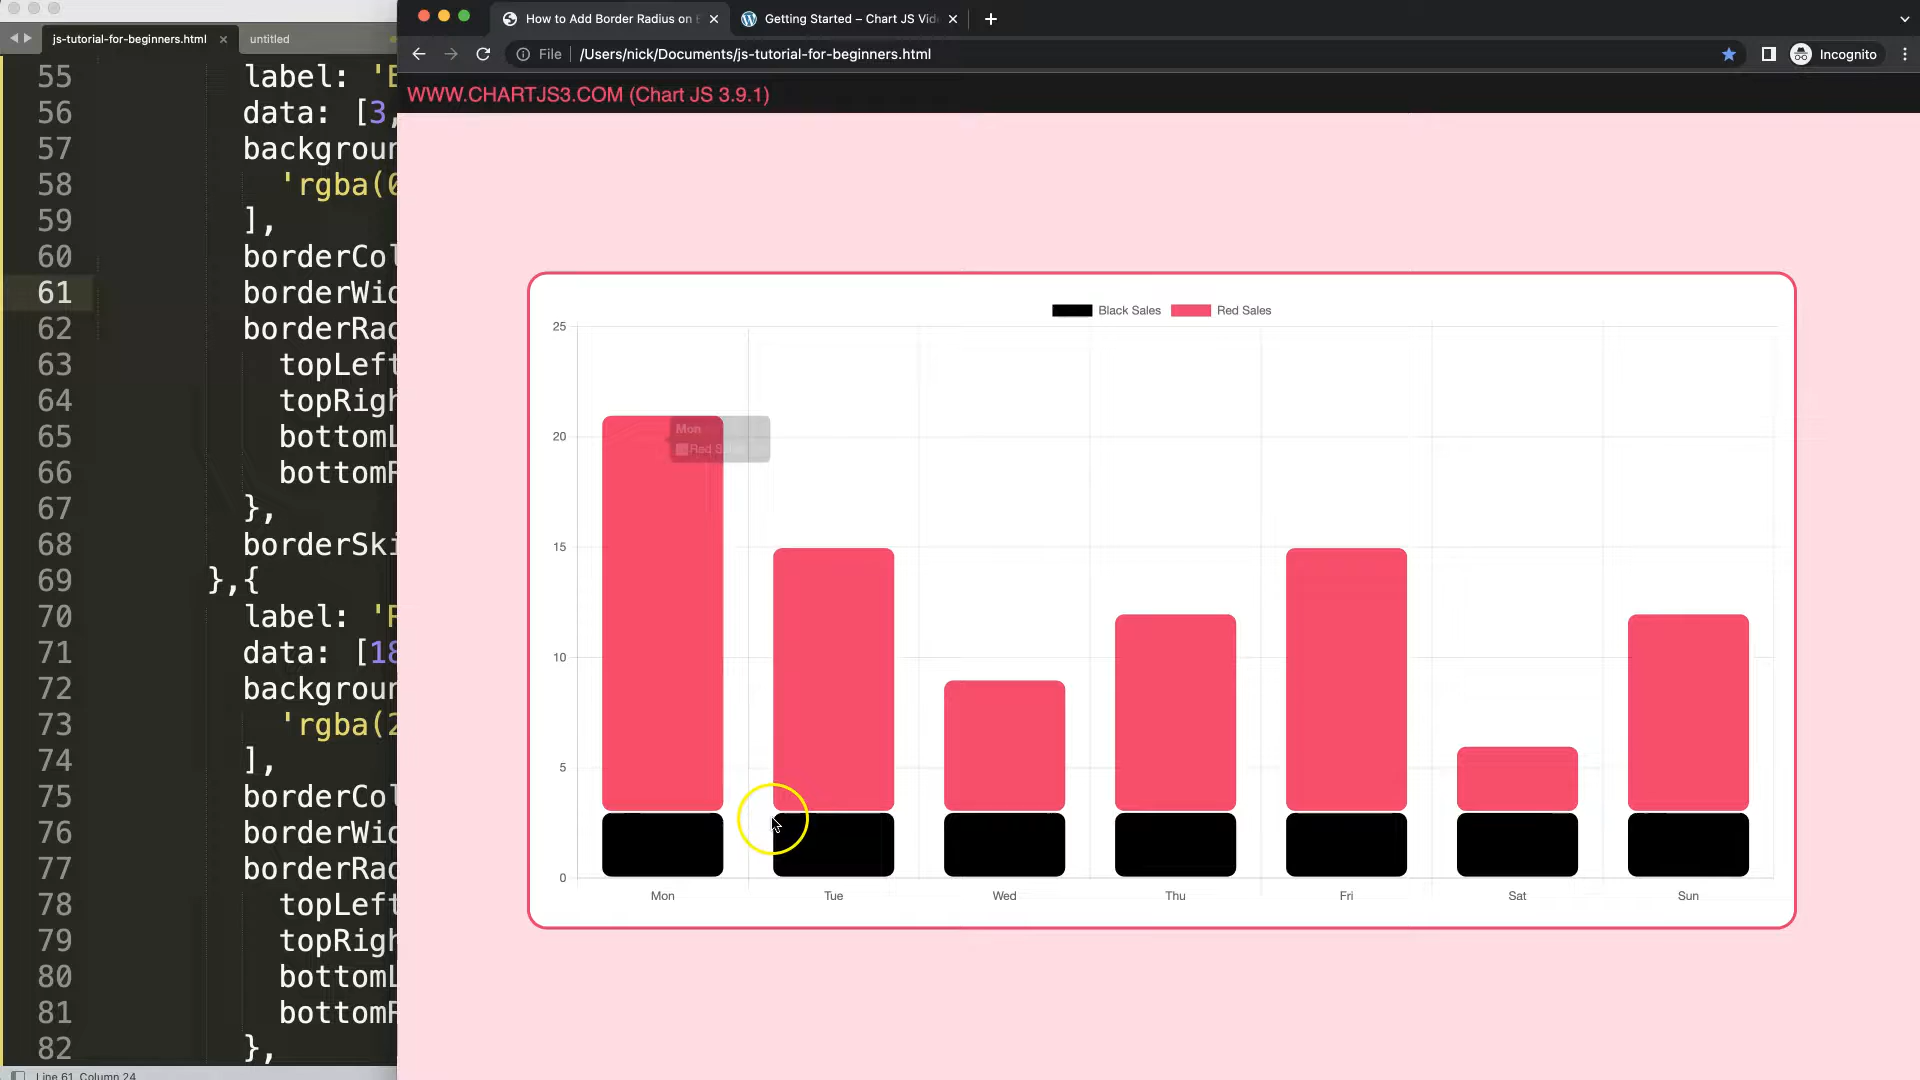 js-tutorial-for-beginners.html
untitled
55 label: 'B
56 data: [3,
57 backgroun
58 'rgba(0
59 ],
60 borderCol
61 borderWid
62 borderRad
63 topLeft
64 topRigh
65 bottomL
66 bottomR
67 },
68 borderSki
69 },{
70 label: 'R
71 data: [18
72 backgroun
73 'rgba(2
74 ],
75 borderCol
76 borderWid
77 borderRad
78 topLeft
79 topRigh
80 bottomL
81 bottomR
82 },
Line 61, Column 24
How to Add Border Radius on B
Getting Started – Chart JS Vid
File
/Users/nick/Documents/js-tutorial-for-beginners.html
Incognito
WWW.CHARTJS3.COM (Chart JS 3.9.1)
Black Sales Red Sales
25
20
15
10
5
0
Mon
Red
Mon Tue Wed Thu Fri Sat Sun